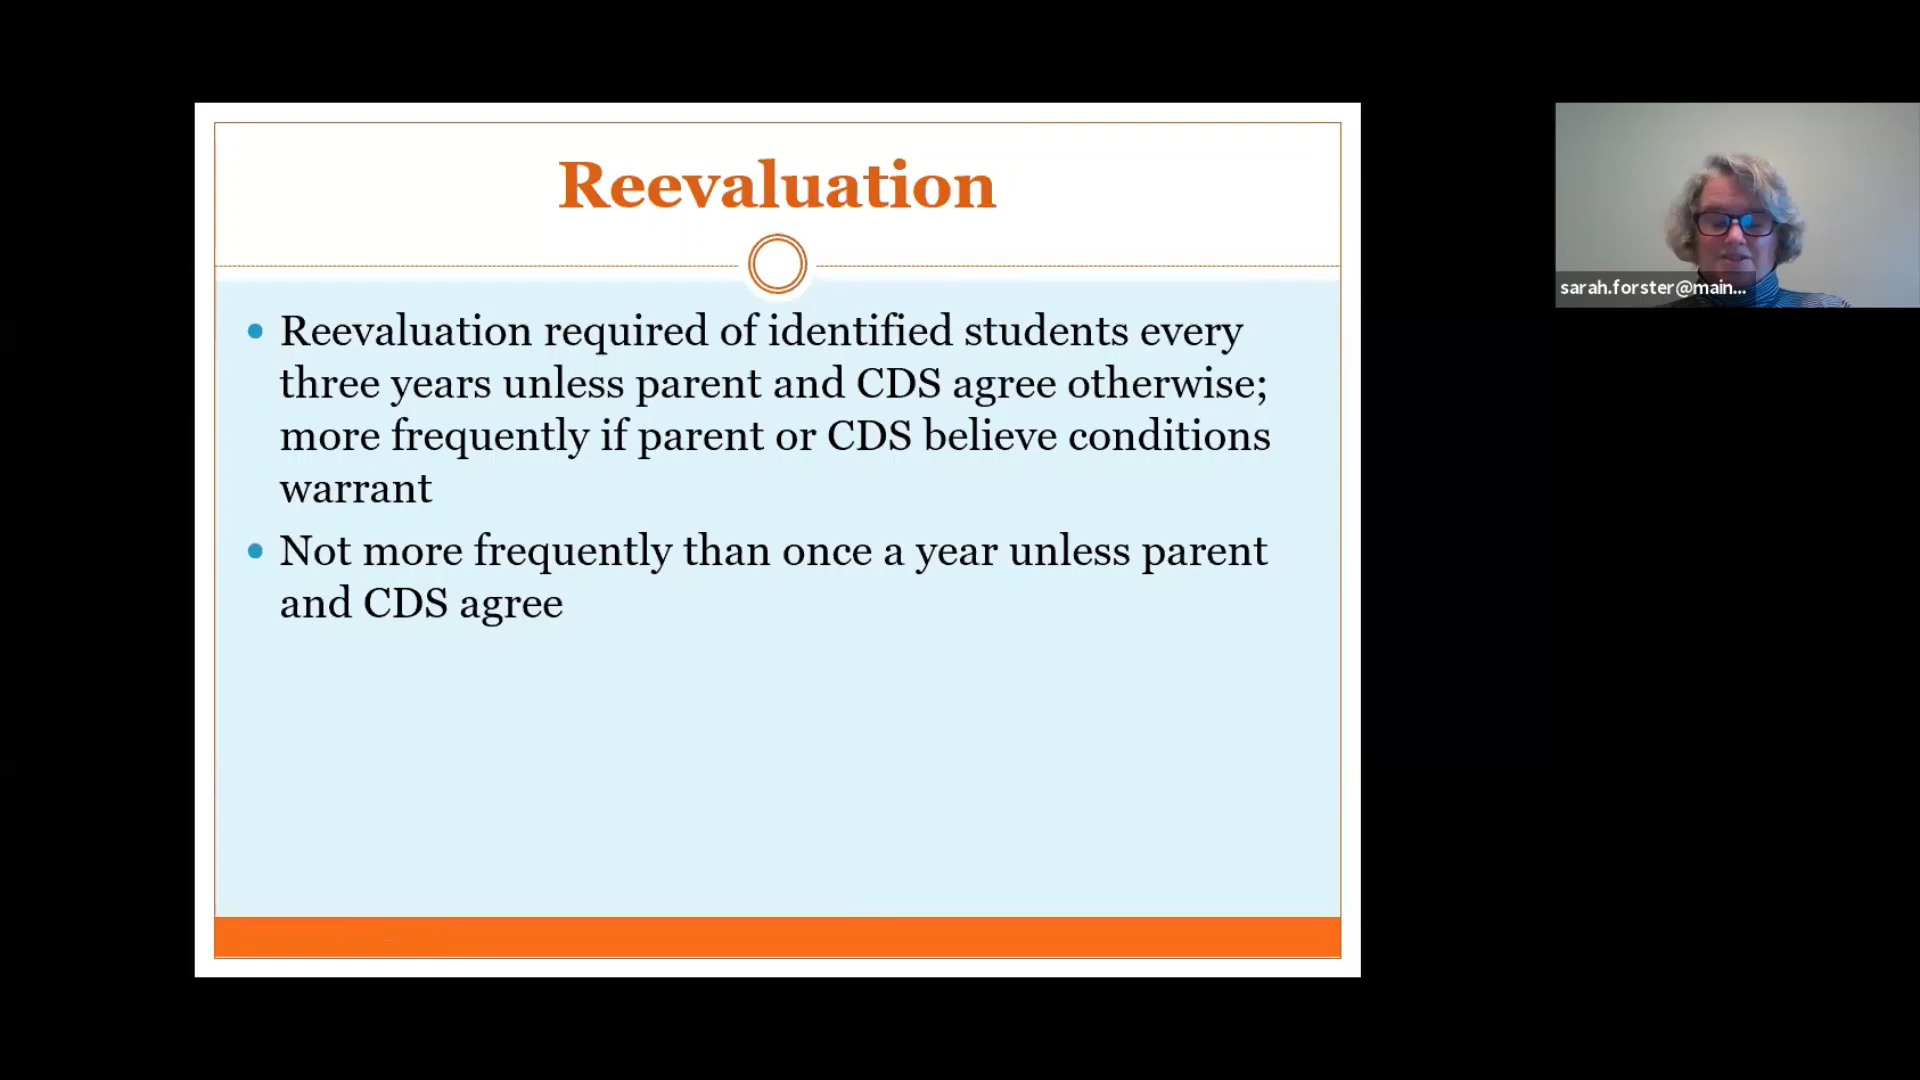 Reevaluation
• Reevaluation required of identified students every
three years unless parent and CDS agree otherwise;
more frequently if parent or CDS believe conditions
warrant
• Not more frequently than once a year unless parent
and CDS agree
sarah.forster@main...